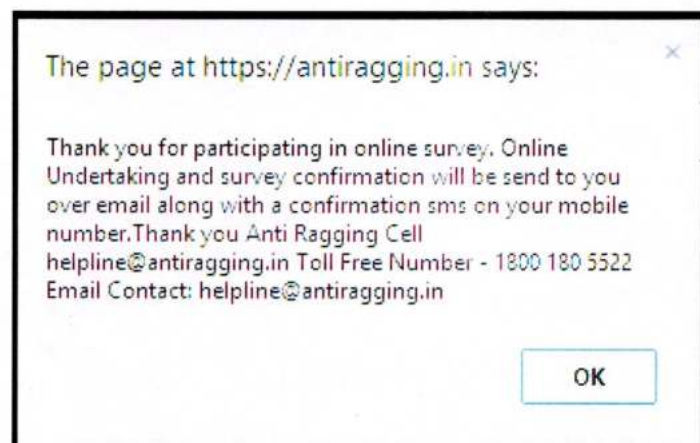 The page at https://antiragging.in says:
Thank you for participating in online survey. Online
Undertaking and survey confirmation will be send to you
over email along with a confirmation sms on your mobile
number.Thank you Anti Ragging Cell
helpline@antiragging.in Toll Free Number - 1800 180 5522
Email Contact: helpline@antiragging.in
OK